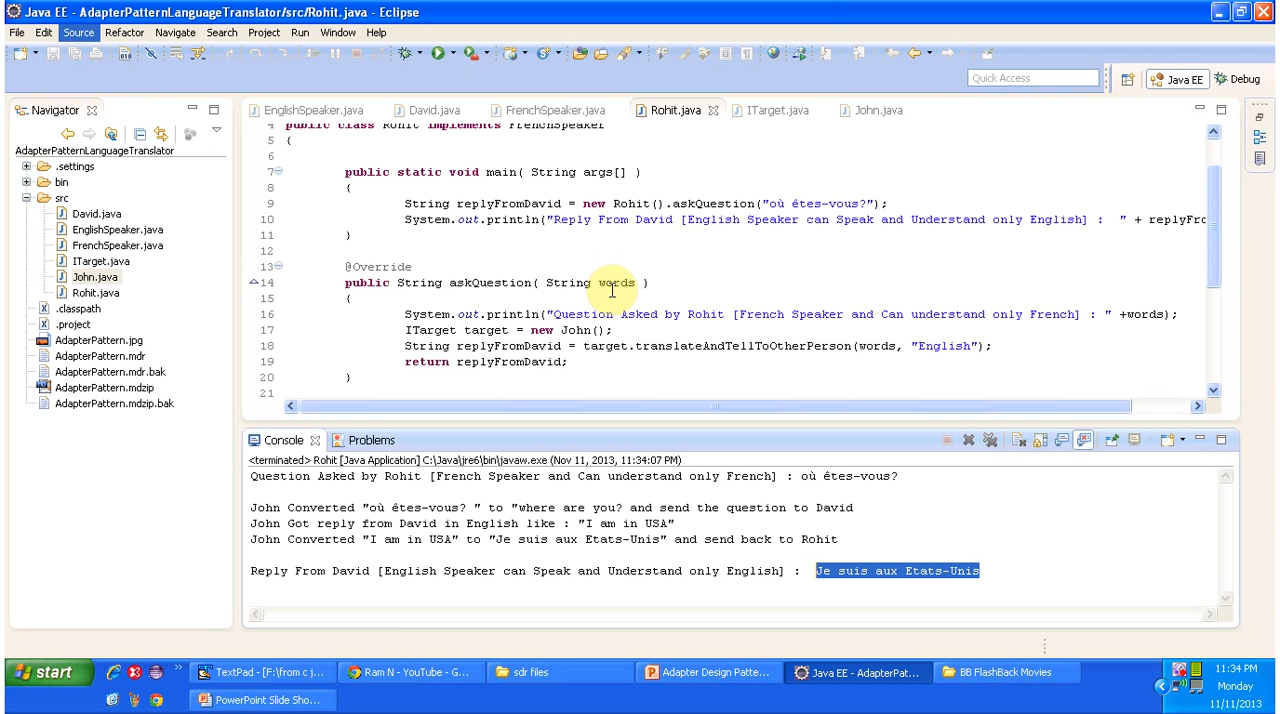 Java EE - AdapterPatternLanguageTranslator/src/Rohit.java - Eclipse
File Edit Source Refactor Navigate Search Project Run Window Help
Quick Access
Java EE
Debug
Navigator
AdapterPatternLanguageTranslator
.settings
bin
src
David.java
EnglishSpeaker.java
FrenchSpeaker.java
ITarget.java
John.java
Rohit.java
.classpath
.project
AdapterPattern.jpg
AdapterPattern.mdr
AdapterPattern.mdr.bak
AdapterPattern.mdzip
AdapterPattern.mdzip.bak
EnglishSpeaker.java David.java FrenchSpeaker.java Rohit.java ITarget.java John.java
4 public class Rohit implements FrenchSpeaker
5 {
6
7 public static void main( String args[] )
8 {
9 String replyFromDavid = new Rohit().askQuestion("où êtes-vous?");
10 System.out.println("Reply From David [English Speaker can Speak and Understand only English] :  " + replyFro
11 }
12
13 @Override
14 public String askQuestion( String words )
15 {
16 System.out.println("Question Asked by Rohit [French Speaker and Can understand only French] : " +words);
17 ITarget target = new John();
18 String replyFromDavid = target.translateAndTellToOtherPerson(words, "English");
19 return replyFromDavid;
20 }
21
Console Problems
<terminated> Rohit [Java Application] C:\Java\jre6\bin\javaw.exe (Nov 11, 2013, 11:34:07 PM)
Question Asked by Rohit [French Speaker and Can understand only French] : où êtes-vous?
John Converted "où êtes-vous? " to "where are you? and send the question to David
John Got reply from David in English like : "I am in USA"
John Converted "I am in USA" to "Je suis aux Etats-Unis" and send back to Rohit
Reply From David [English Speaker can Speak and Understand only English] :  Je suis aux Etats-Unis
start
TextPad - [F:\from c j...
Ram N - YouTube - G...
sdr files
Adapter Design Patte...
Java EE - AdapterPat...
BB FlashBack Movies
PowerPoint Slide Sho...
11:34 PM
Monday
11/11/2013